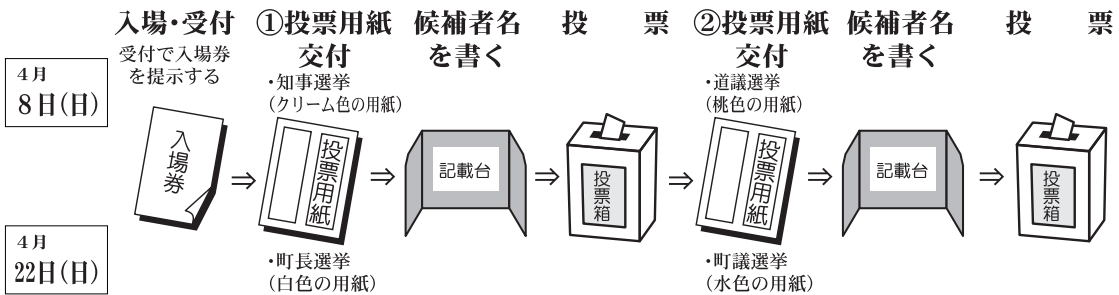 入場・受付
受付で入場券
を提示する
①投票用紙
交付
候補者名
を書く
投票
②投票用紙
交付
候補者名
を書く
投票
4月
8日(日)
・知事選挙
(クリーム色の用紙)
・道議選挙
(桃色の用紙)
入場券
⇒
投票用紙
⇒
記載台
⇒
投票箱
⇒
投票用紙
⇒
記載台
⇒
投票箱
4月
22日(日)
・町長選挙
(白色の用紙)
・町議選挙
(水色の用紙)